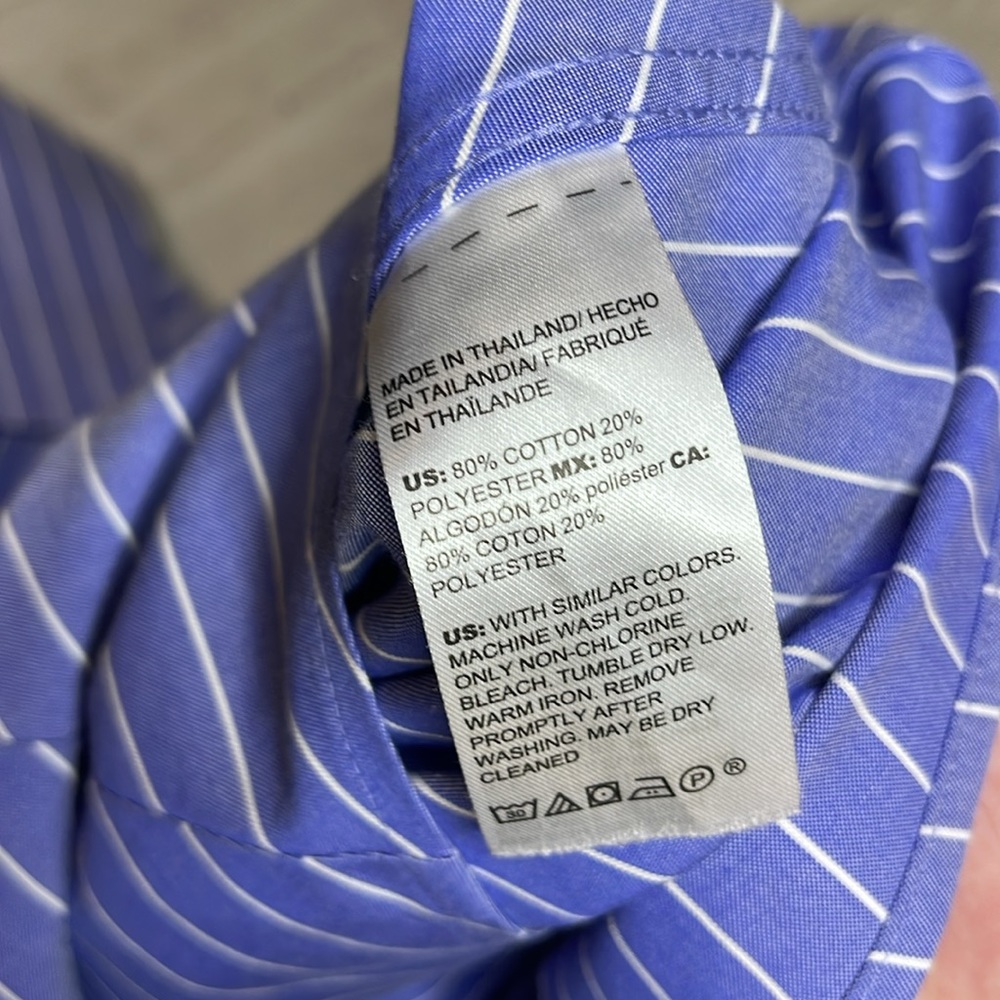 MADE IN THAILAND/ HECHO
EN TAILANDIA/ FABRIQUÉ
EN THAÏLANDE
US: 80% COTTON 20%
POLYESTER MX: 80%
ALGODÓN 20% poliéster CA:
80% COTON 20%
POLYESTER
US: WITH SIMILAR COLORS.
MACHINE WASH COLD.
ONLY NON-CHLORINE
BLEACH. TUMBLE DRY LOW.
WARM IRON. REMOVE
PROMPTLY AFTER
WASHING. MAY BE DRY
CLEANED
30 P ®